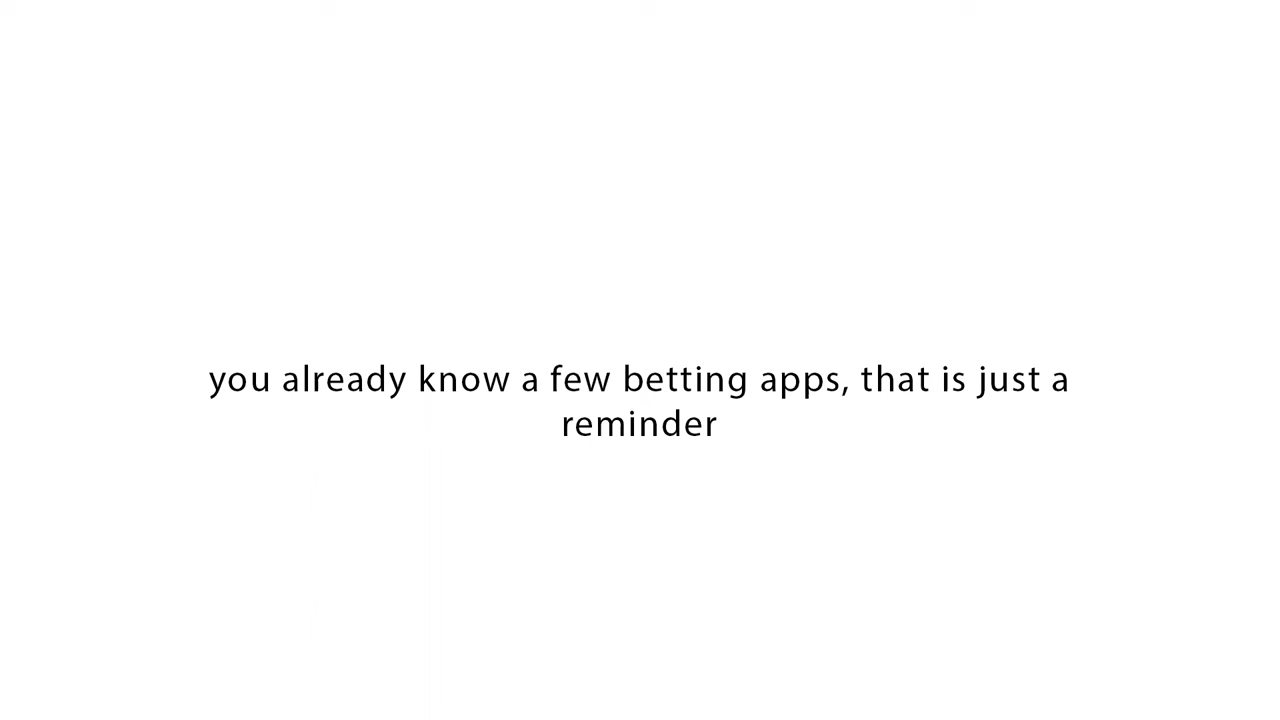 you already know a few betting apps, that is just a
reminder